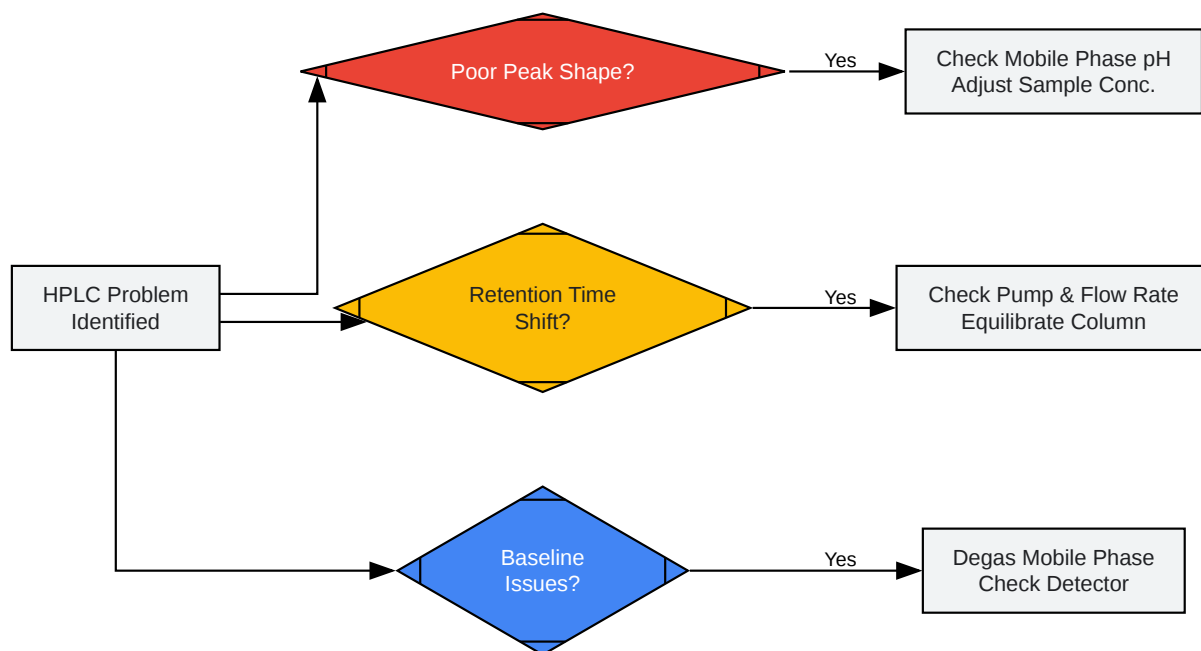 Poor Peak Shape?
Yes
Check Mobile Phase pH
Adjust Sample Conc.
HPLC Problem
Identified
Retention Time
Shift?
Yes
Check Pump & Flow Rate
Equilibrate Column
Baseline
Issues?
Yes
Degas Mobile Phase
Check Detector